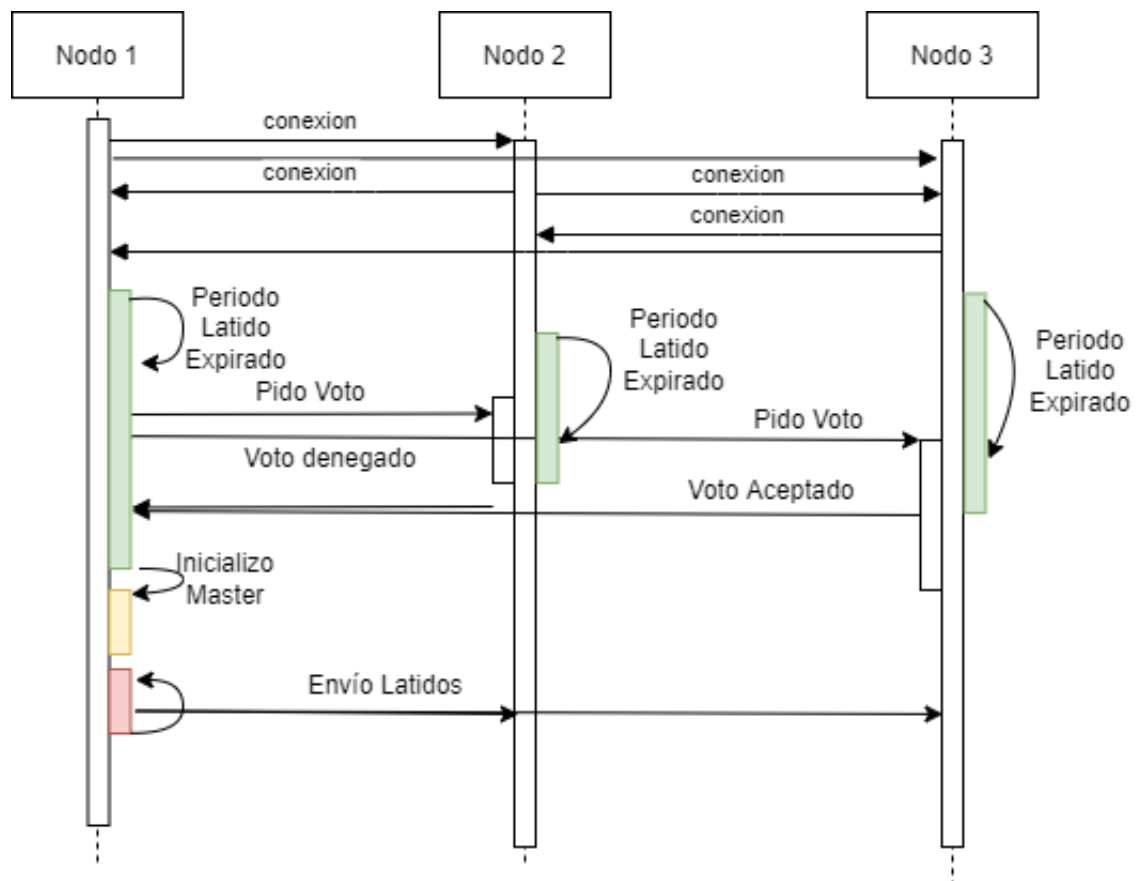 Nodo 1
Nodo 2
Nodo 3
conexion
conexion
conexion
conexion
Periodo
Latido
Expirado
Periodo
Latido
Expirado
Periodo
Latido
Expirado
Pido Voto
Pido Voto
Voto denegado
Voto Aceptado
Inicializo
Master
Envío Latidos